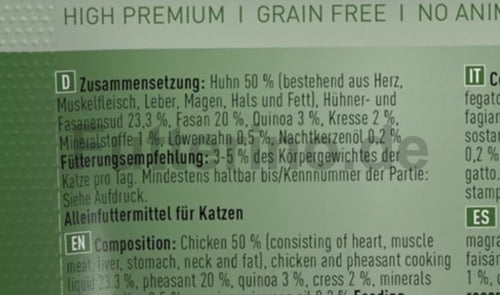 HIGH PREMIUM | GRAIN FREE | NO ANIM
D Zusammensetzung: Huhn 50 % (bestehend aus Herz,
Muskelfleisch, Leber, Magen, Hals und Fett), Hühner- und
Fasanensud 23,3 %, Fasan 20 %, Quinoa 3 %, Kresse 2 %,
Mineralstoffe 1 %, Löwenzahn 0,5 %, Nachtkerzenöl 0,2 %
Fütterungsempfehlung: 3-5 % des Körpergewichtes der
Katze pro Tag. Mindestens haltbar bis/Kennnummer der Partie:
Siehe Aufdruck.
Alleinfuttermittel für Katzen
EN Composition: Chicken 50 % (consisting of heart, muscle
meat, liver, stomach, neck and fat), chicken and pheasant cooking
liquid 23.3 %, pheasant 20 %, quinoa 3 %, cress 2 %, minerals
IT C
fegato
fagian
sostan
0,2 %
gatto.
stamp
ES
magra
faisán
1 %,